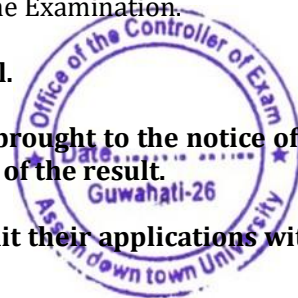 ne Examination.
Office of the Controller of Exam
l.
brought to the notice of
Date
of the result.
Guwahati-26
it their applications wit
Assam down town University